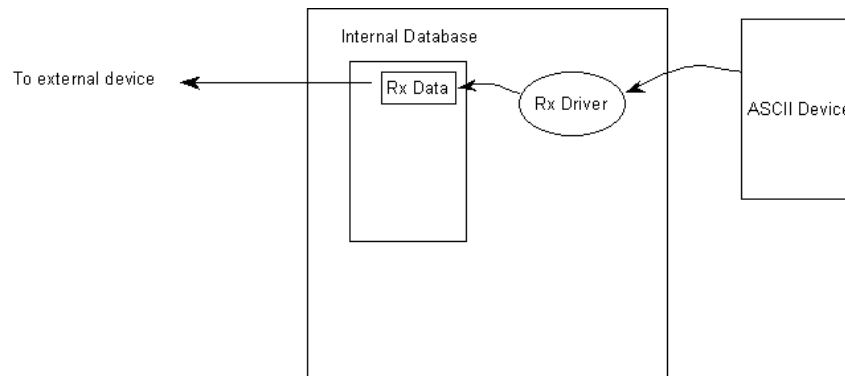 Internal Database
To external device
Rx Data
Rx Driver
ASCII Device